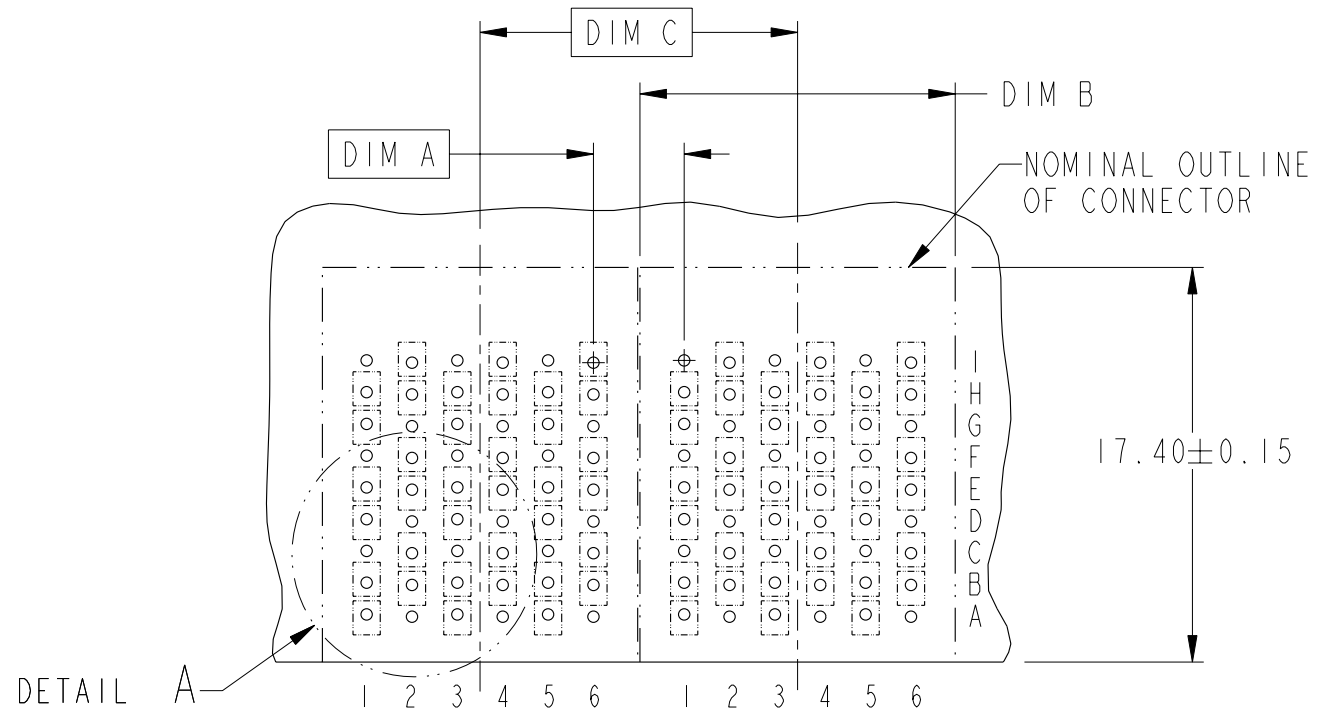 DIM C
DIM B
DIM A
NOMINAL OUTLINE
OF CONNECTOR
I
H
G
F
E
D
C
B
A
17.40±0.15
DETAIL A
1 2 3 4 5 6 1 2 3 4 5 6